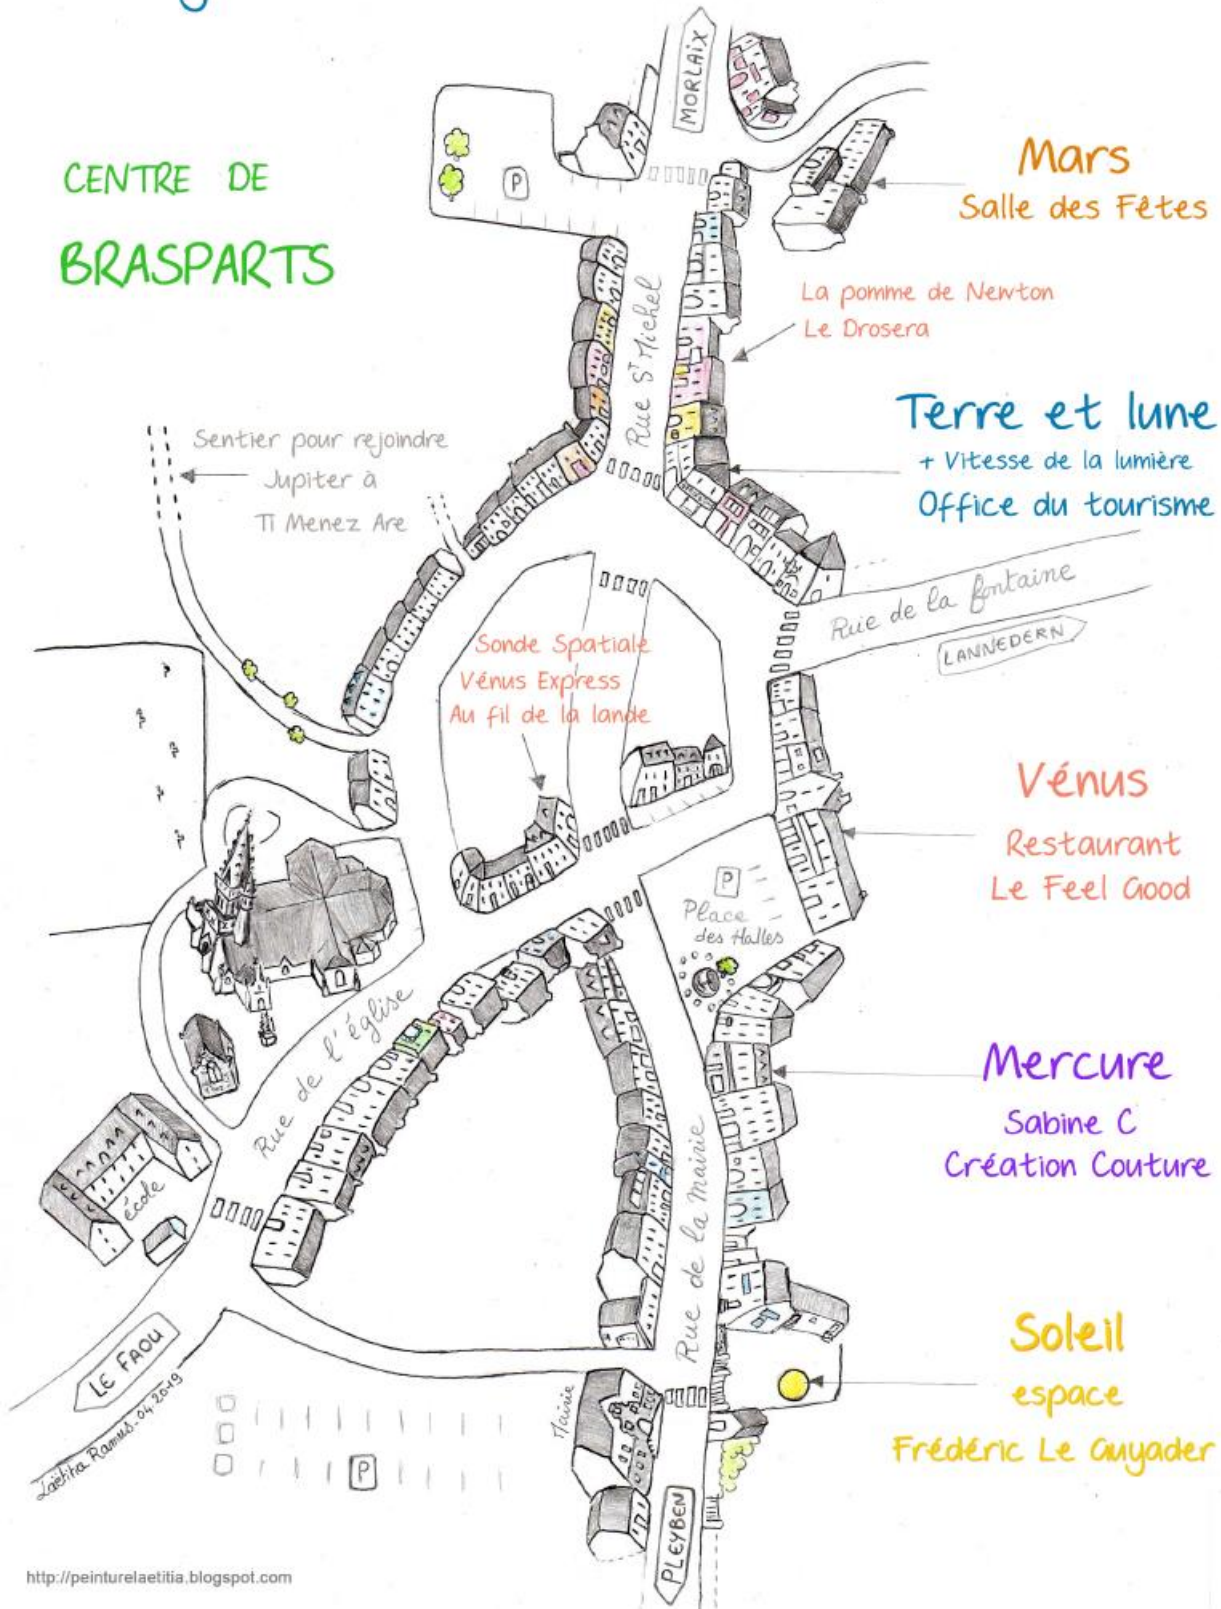 MORLAIX
CENTRE DE
BRASPARTS
P
Mars
Salle des Fêtes
La pomme de Newton
Le Drosera
Rue St Michel
Terre et lune
+ Vitesse de la lumière
Office du tourisme
Sentier pour rejoindre
Jupiter à
Ti Menez Are
Rue de la fontaine
LANNEDERN
Sonde Spatiale
Vénus Express
Au fil de la lande
Vénus
Restaurant
Le Feel Good
P
Place
des Halles
Rue de l'église
Mercure
Sabine C
Création Couture
école
Rue de la Mairie
Soleil
espace
Frédéric Le Guyader
LE FAOU
Laëtitia Ramus-04.2019
Mairie
P
PLEYBEN
http://peinturelaetitia.blogspot.com